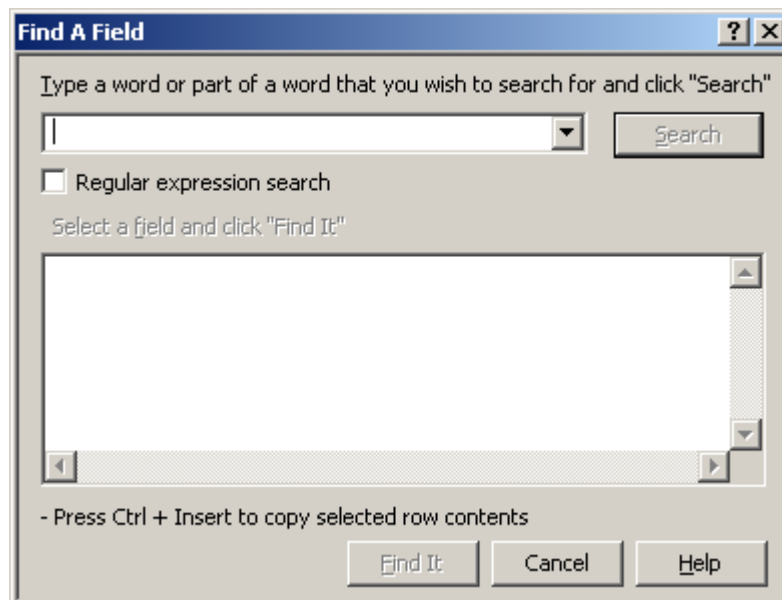 Find A Field
Type a word or part of a word that you wish to search for and click "Search"
Search
Regular expression search
Select a field and click "Find It"
- Press Ctrl + Insert to copy selected row contents
Find It Cancel Help